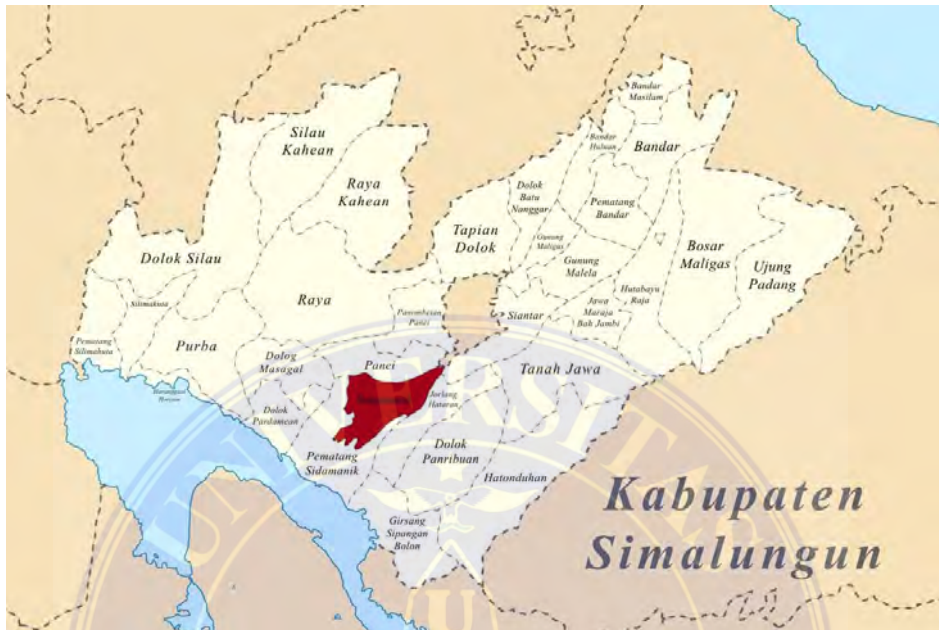 Bandar
Masilam
Silau
Kahean
Bandar
Huluan
Bandar
Raya
Kahean
Dolok
Batu
Nanggar
Pematang
Bandar
Tapian
Dolok
Gunung
Maligas
Bosar
Maligas
Dolok Silau
Gunung
Malela
Ujung
Padang
Hutabayu
Raja
Silimakuta
Raya
Jawa
Maraja
Bah Jambi
Panombeian
Panei
Siantar
Pematang
Silimahuta
Purba
Dolog
Masagal
Panei
Tanah Jawa
Jorlang
Hataran
Dolok
Pardamean
Dolok
Panribuan
Pematang
Sidamanik
Hatonduhan
Kabupaten
Simalungun
Girsang
Sipangan
Bolon
UNIVERSITAS
U